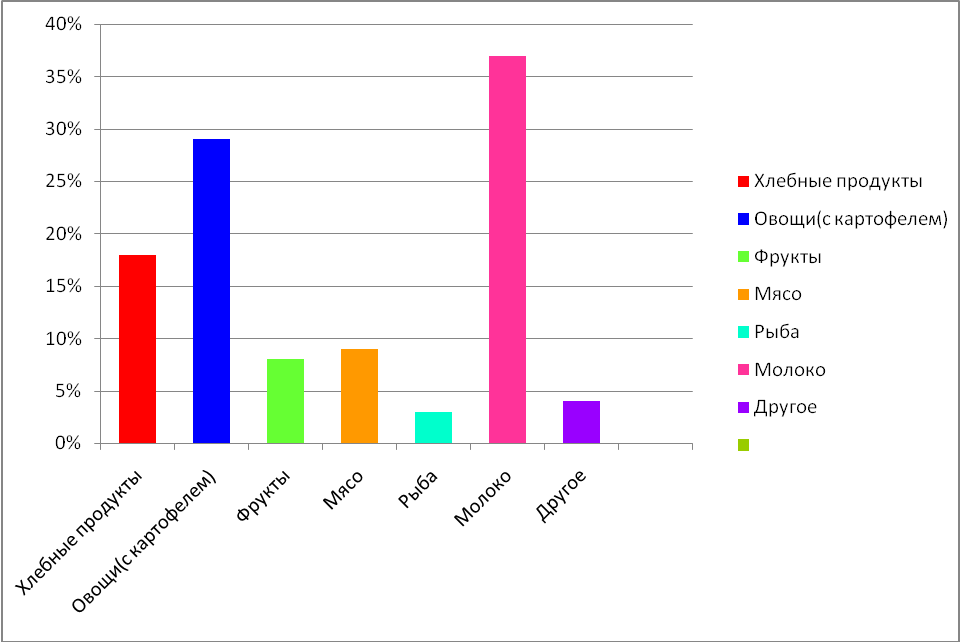 40%
35%
30%
25%
20%
15%
10%
5%
0%
Хлебные продукты
Овощи(с картофелем)
Фрукты
Мясо
Рыба
Молоко
Другое
Хлебные продукты
Овощи(с картофелем)
Фрукты
Мясо
Рыба
Молоко
Другое